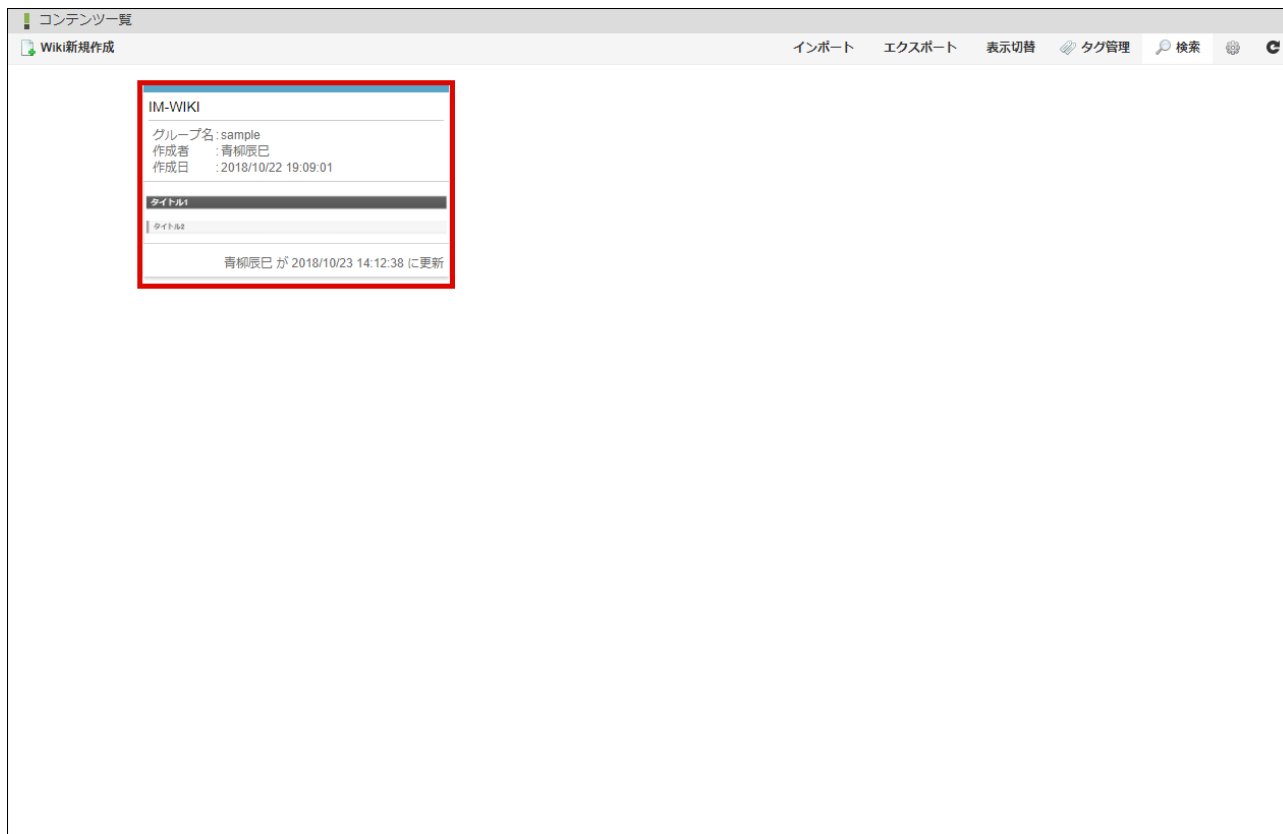 コンテンツ一覧
Wiki新規作成 インポート エクスポート 表示切替 タグ管理 検索
IM-WIKI
グループ名 : sample
作成者 : 青柳辰巳
作成日 : 2018/10/22 19:09:01
タイトル1
タイトル2
青柳辰巳 が 2018/10/23 14:12:38 に更新